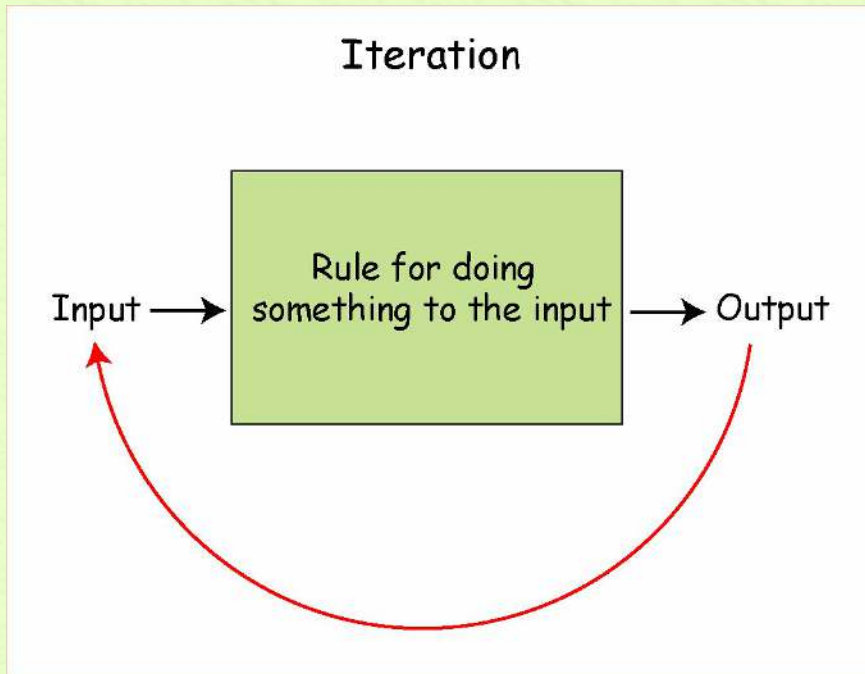 Iteration
Rule for doing
something to the input
Input
Output